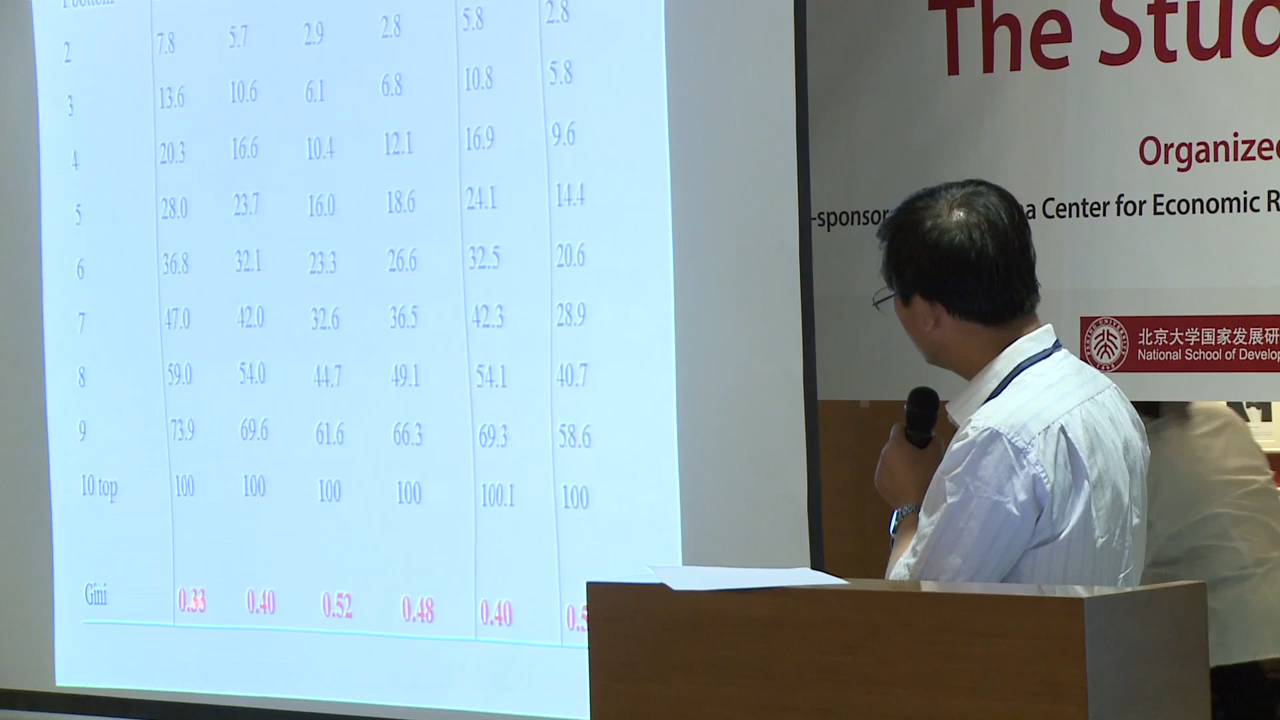 2 7.8 5.7 2.9 2.8 5.8 2.8
3 13.6 10.6 6.1 6.8 10.8 5.8
4 20.3 16.6 10.4 12.1 16.9 9.6
5 28.0 23.7 16.0 18.6 24.1 14.4
6 36.8 32.1 23.3 26.6 32.5 20.6
7 47.0 42.0 32.6 36.5 42.3 28.9
8 59.0 54.0 44.7 49.1 54.1 40.7
9 73.9 69.6 61.6 66.3 69.3 58.6
10 top 100 100 100 100 100.1 100
Gini 0.33 0.40 0.52 0.48 0.40 0.5
The Stud
Organized
-sponsor a Center for Economic R
北京大学国家发展研
National School of Develop